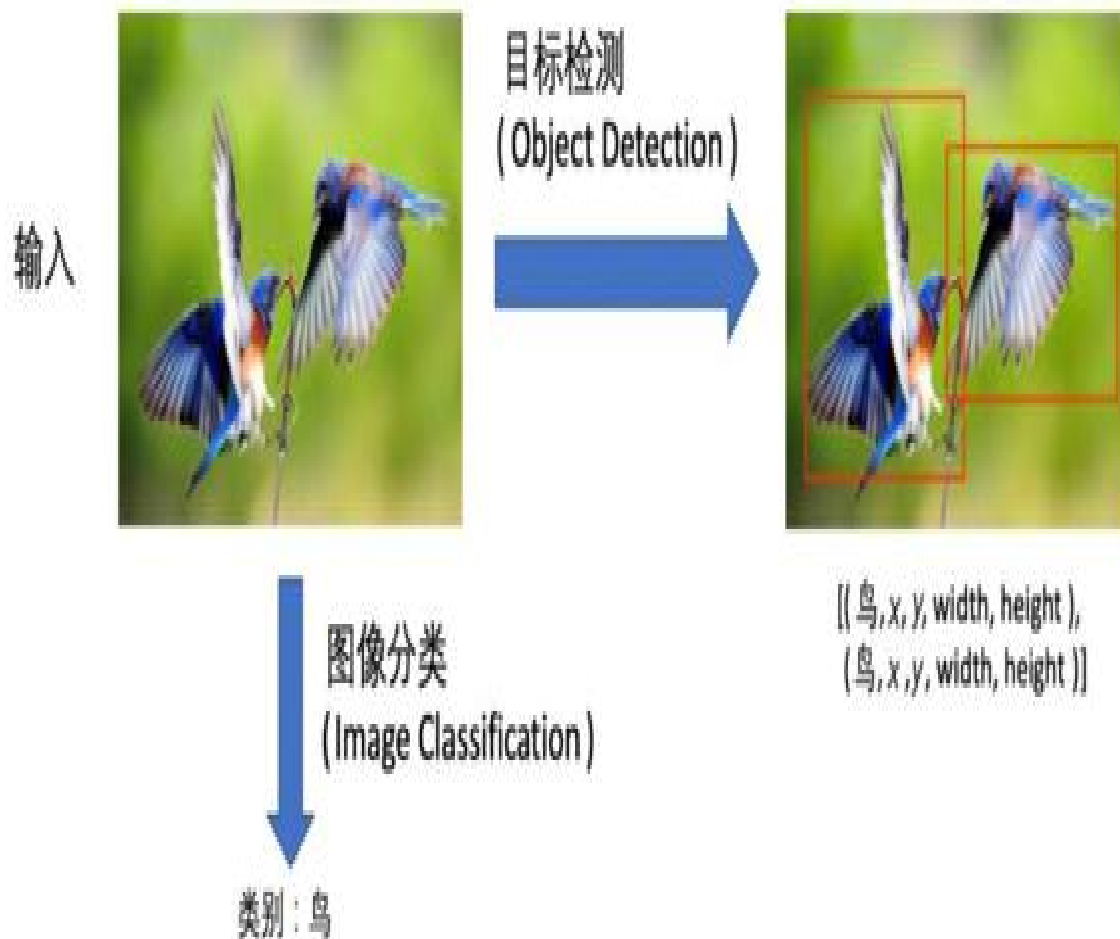 目标检测
( Object Detection )
输入
[( 鸟, x, y, width, height ),
( 鸟, x ,y, width, height )]
图像分类
( Image Classification )
类别：鸟